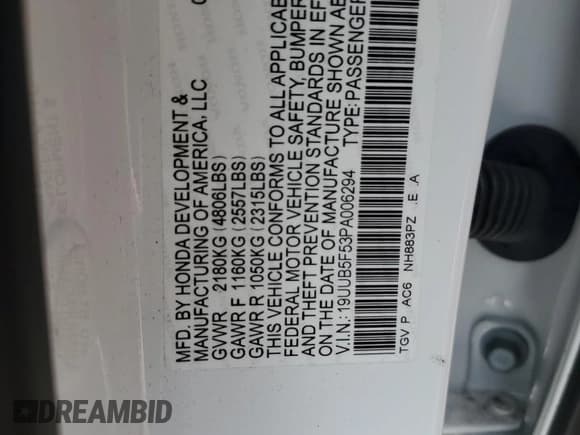 MFD. BY HONDA DEVELOPMENT &
MANUFACTURING OF AMERICA, LLC
GVWR 2180KG (4806LBS)
GAWR F 1160KG (2557LBS)
GAWR R 1050KG (2315LBS)
THIS VEHICLE CONFORMS TO ALL APPLICAB
FEDERAL MOTOR VEHICLE SAFETY, BUMPER
AND THEFT PREVENTION STANDARDS IN EF
ON THE DATE OF MANUFACTURE SHOWN AB
V.I.N.: 19UUB5F53PA006294 TYPE: PASSENGER
TGV P AC6 NH883PZ .E .A
DREAMBID